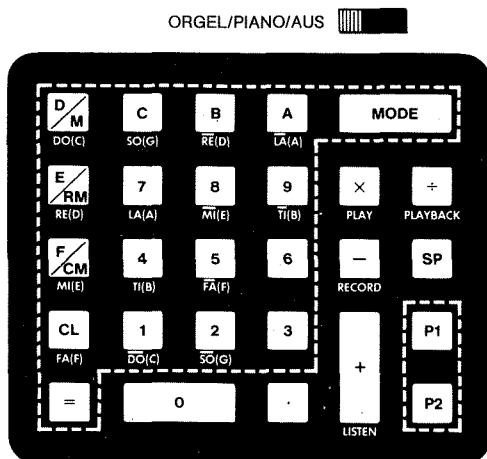 ORGEL/PIANO/AUS
D/M C B A MODE
DO(C) SO(G) RE(D) LA(A)
E/RM 7 8 9 × ÷
RE(D) LA(A) MI(E) TI(B) PLAY PLAYBACK
F/CM 4 5 6 − SP
MI(E) TI(B) FA(F) RECORD
CL 1 2 3 + P1
FA(F) DO(C) SO(G)
= 0 . P2
LISTEN